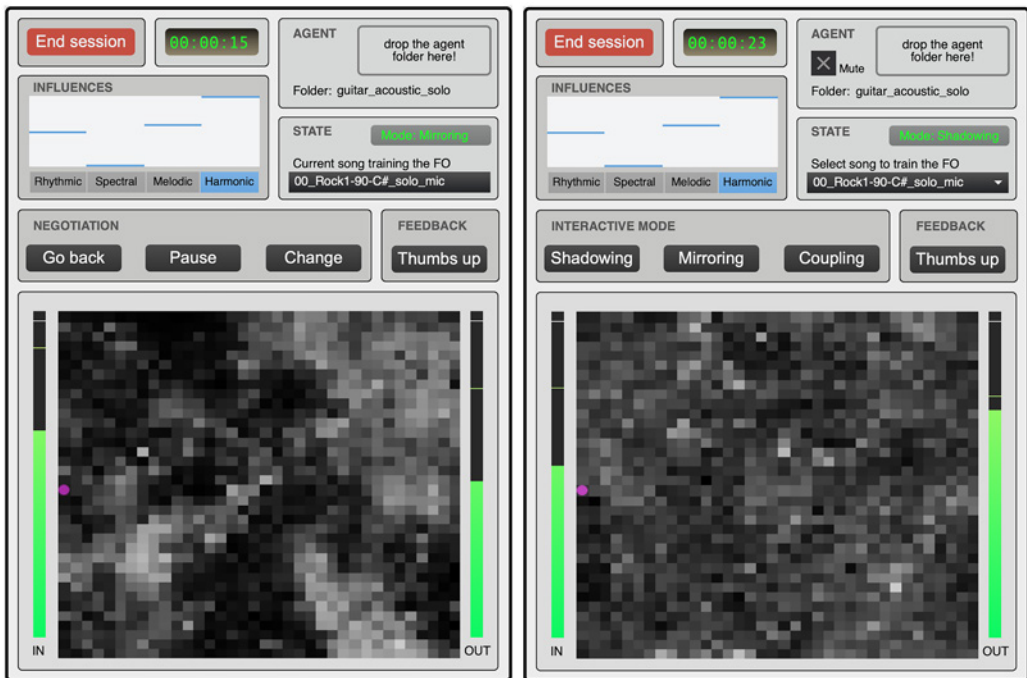 End session
00:00:15
AGENT
drop the agent
folder here!
Folder: guitar_acoustic_solo
INFLUENCES
Rhythmic
Spectral
Melodic
Harmonic
STATE
Mode: Mirroring
Current song training the FO
00_Rock1-90-C#_solo_mic
NEGOTIATION
Go back
Pause
Change
FEEDBACK
Thumbs up
IN
OUT
End session
00:00:23
AGENT
Mute
drop the agent
folder here!
Folder: guitar_acoustic_solo
INFLUENCES
Rhythmic
Spectral
Melodic
Harmonic
STATE
Mode: Shadowing
Select song to train the FO
00_Rock1-90-C#_solo_mic
INTERACTIVE MODE
Shadowing
Mirroring
Coupling
FEEDBACK
Thumbs up
IN
OUT